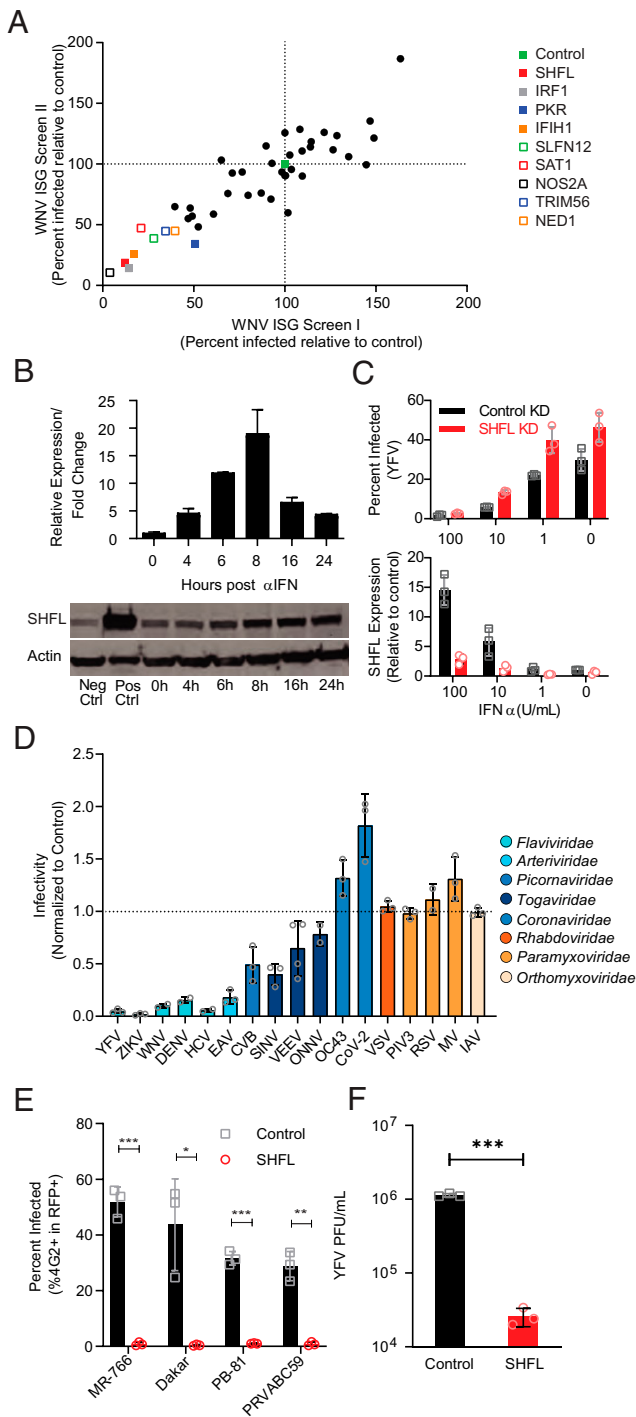 A
WNV ISG Screen II
(Percent infected relative to control)
200
150
100
50
0
0
50
100
150
200
WNV ISG Screen I
(Percent infected relative to control)
Control
SHFL
IRF1
PKR
IFIH1
SLFN12
SAT1
NOS2A
TRIM56
NED1
B
Relative Expression/
Fold Change
25
20
15
10
5
0
0 4 6 8 16 24
Hours post αIFN
SHFL
Actin
Neg Ctrl Pos Ctrl 0h 4h 6h 8h 16h 24h
C
Percent Infected
(YFV)
60
40
20
0
Control KD
SHFL KD
100 10 1 0
SHFL Expression
(Relative to control)
20
15
10
5
0
100 10 1 0
IFN α(U/mL)
D
Infectivity
(Normalized to Control)
2.5
2.0
1.5
1.0
0.5
0.0
YFV ZIKV WNV DENV HCV EAV CVB SINV VEEV ONNV OC43 CoV-2 VSV PIV3 RSV MV IAV
Flaviviridae
Arteriviridae
Picornaviridae
Togaviridae
Coronaviridae
Rhabdoviridae
Paramyxoviridae
Orthomyxoviridae
E
Percent Infected
(%4G2+ in RFP+)
80
60
40
20
0
Control
SHFL
*** * *** **
MR-766 Dakar PB-81 PRVABC59
F
YFV PFU/mL
10⁷
10⁶
10⁵
10⁴
***
Control SHFL